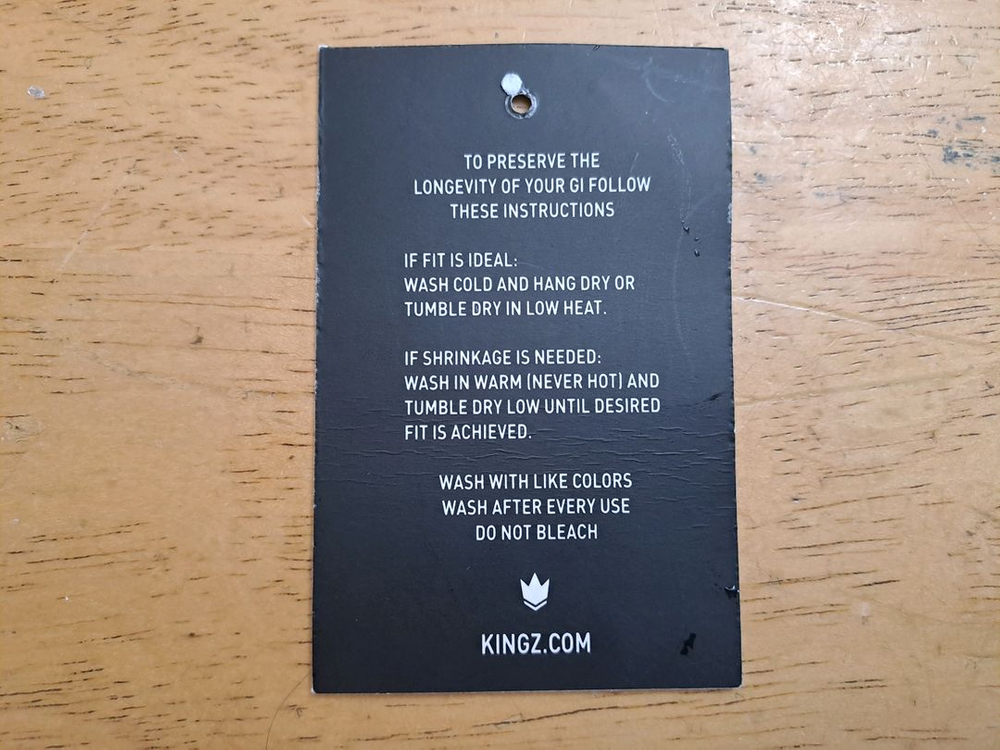 TO PRESERVE THE
LONGEVITY OF YOUR GI FOLLOW
THESE INSTRUCTIONS
IF FIT IS IDEAL:
WASH COLD AND HANG DRY OR
TUMBLE DRY IN LOW HEAT.
IF SHRINKAGE IS NEEDED:
WASH IN WARM (NEVER HOT) AND
TUMBLE DRY LOW UNTIL DESIRED
FIT IS ACHIEVED.
WASH WITH LIKE COLORS
WASH AFTER EVERY USE
DO NOT BLEACH
KINGZ.COM